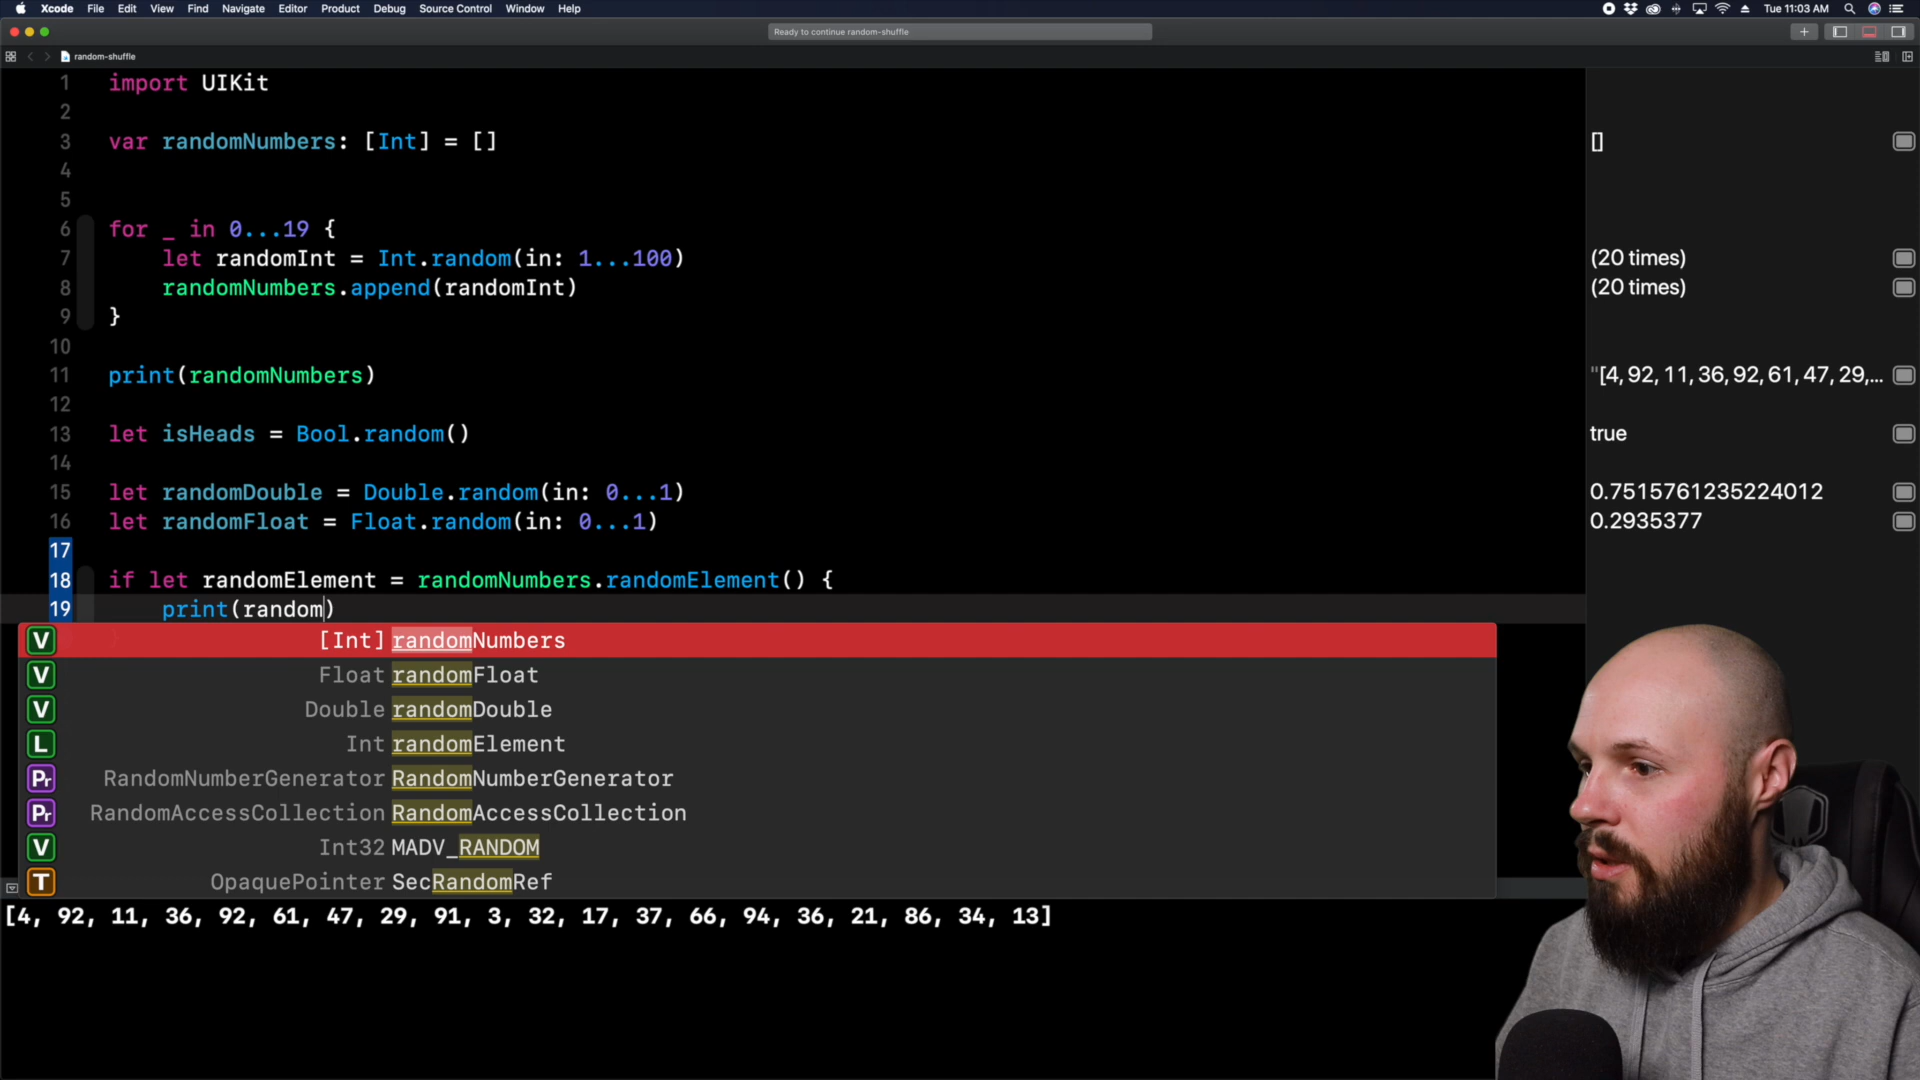 Xcode File Edit View Find Navigate Editor Product Debug Source Control Window Help Tue 11:03 AM
Ready to continue random-shuffle
random-shuffle
1 import UIKit
2
3 var randomNumbers: [Int] = [] []
4
5
6 for _ in 0...19 {
7 let randomInt = Int.random(in: 1...100) (20 times)
8 randomNumbers.append(randomInt) (20 times)
9 }
10
11 print(randomNumbers) "[4, 92, 11, 36, 92, 61, 47, 29,...
12
13 let isHeads = Bool.random() true
14
15 let randomDouble = Double.random(in: 0...1) 0.7515761235224012
16 let randomFloat = Float.random(in: 0...1) 0.2935377
17
18 if let randomElement = randomNumbers.randomElement() {
19 print(random)
V [Int] randomNumbers
V Float randomFloat
V Double randomDouble
L Int randomElement
Pr RandomNumberGenerator RandomNumberGenerator
Pr RandomAccessCollection RandomAccessCollection
V Int32 MADV_RANDOM
T OpaquePointer SecRandomRef
[4, 92, 11, 36, 92, 61, 47, 29, 91, 3, 32, 17, 37, 66, 94, 36, 21, 86, 34, 13]